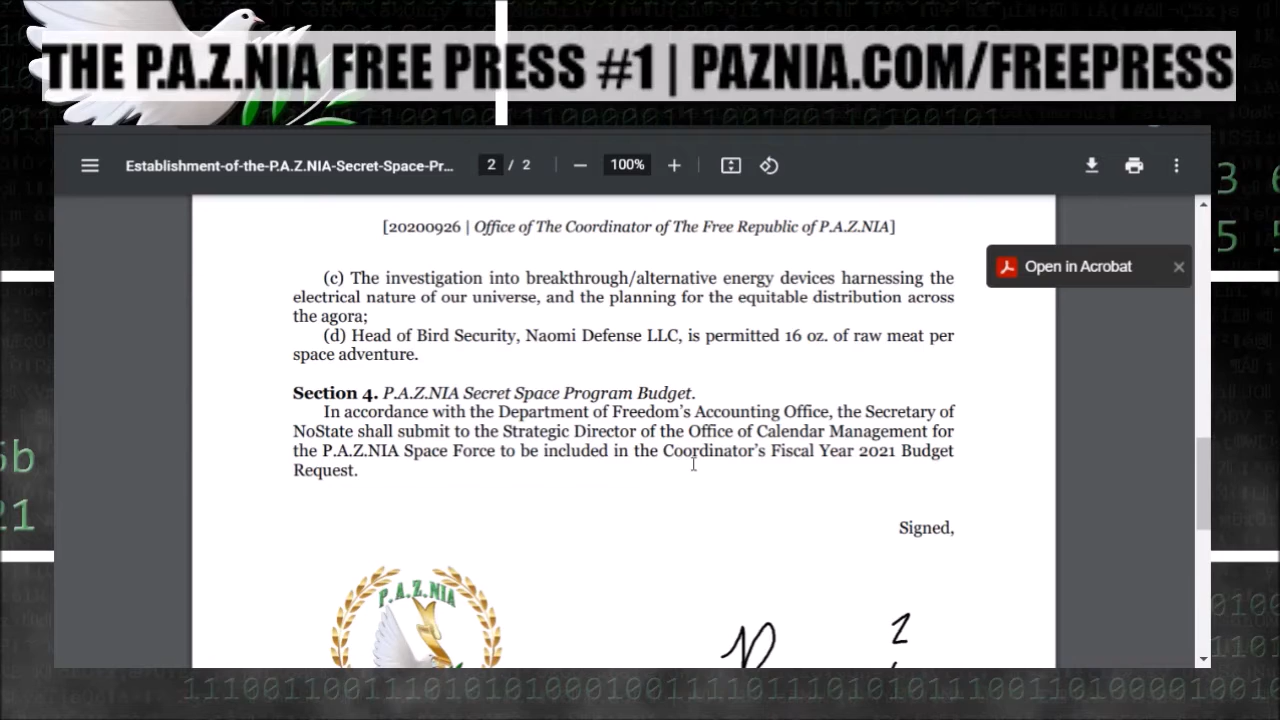 THE P.A.Z.NIA FREE PRESS #1 | PAZNIA.COM/FREEPRESS
Establishment-of-the-P.A.Z.NIA-Secret-Space-Pr... 2 / 2 100%
[20200926 | Office of The Coordinator of The Free Republic of P.A.Z.NIA]
Open in Acrobat
(c) The investigation into breakthrough/alternative energy devices harnessing the
electrical nature of our universe, and the planning for the equitable distribution across
the agora;
(d) Head of Bird Security, Naomi Defense LLC, is permitted 16 oz. of raw meat per
space adventure.
Section 4. P.A.Z.NIA Secret Space Program Budget.
In accordance with the Department of Freedom's Accounting Office, the Secretary of
NoState shall submit to the Strategic Director of the Office of Calendar Management for
the P.A.Z.NIA Space Force to be included in the Coordinator's Fiscal Year 2021 Budget
Request.
Signed,
P.A.Z.NIA